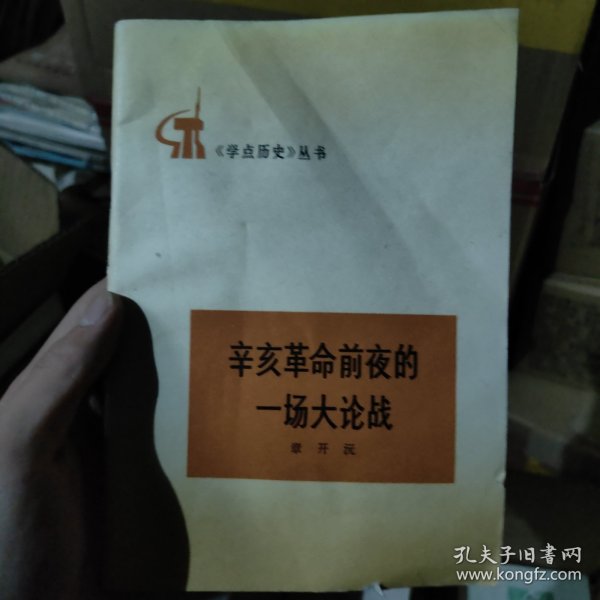 《学点历史》丛书
辛亥革命前夜的
一场大论战
章开沅
孔夫子旧书网
www.kongfz.com